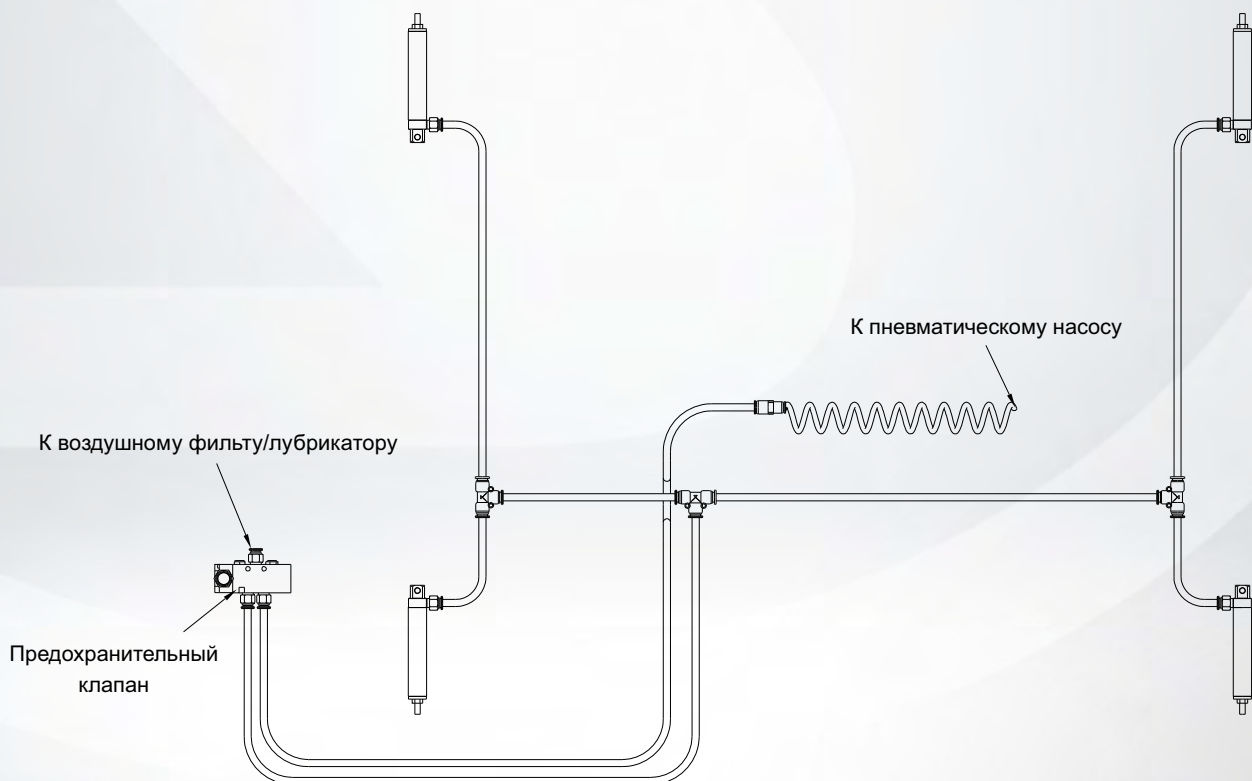 К пневматическому насосу
К воздушному фильту/лубрикатору
Предохранительный
клапан